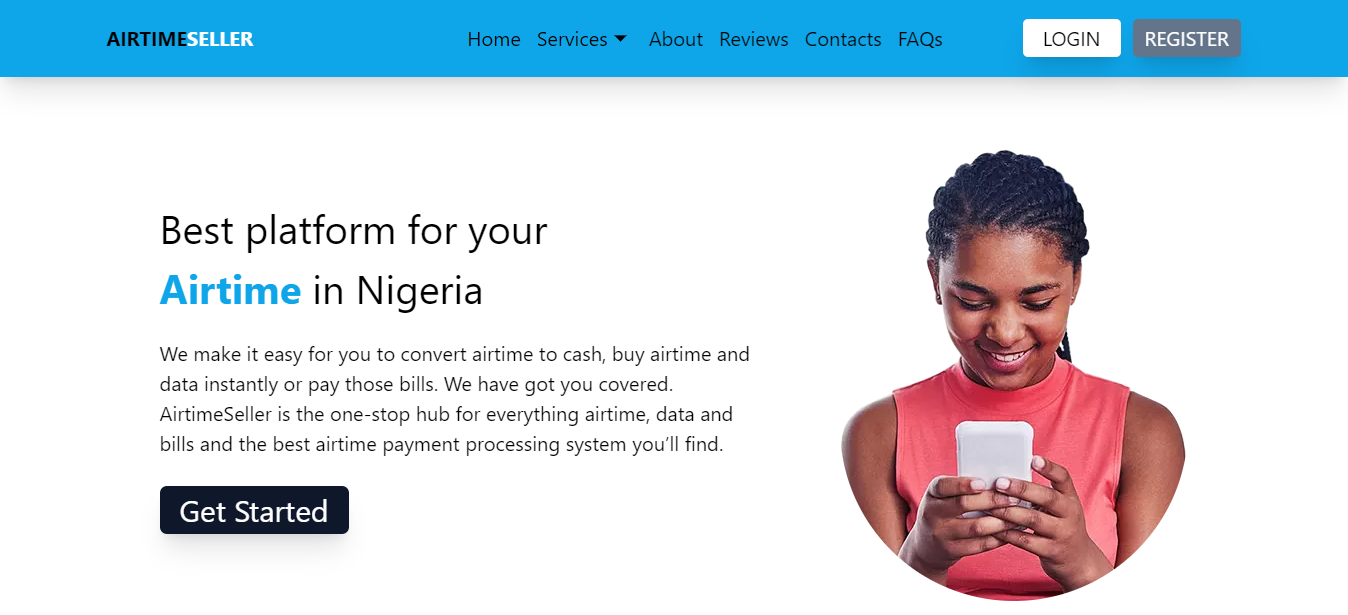 AIRTIMESELLER Home Services About Reviews Contacts FAQs LOGIN REGISTER
Best platform for your
Airtime in Nigeria
We make it easy for you to convert airtime to cash, buy airtime and
data instantly or pay those bills. We have got you covered.
AirtimeSeller is the one-stop hub for everything airtime, data and
bills and the best airtime payment processing system you’ll find.
Get Started